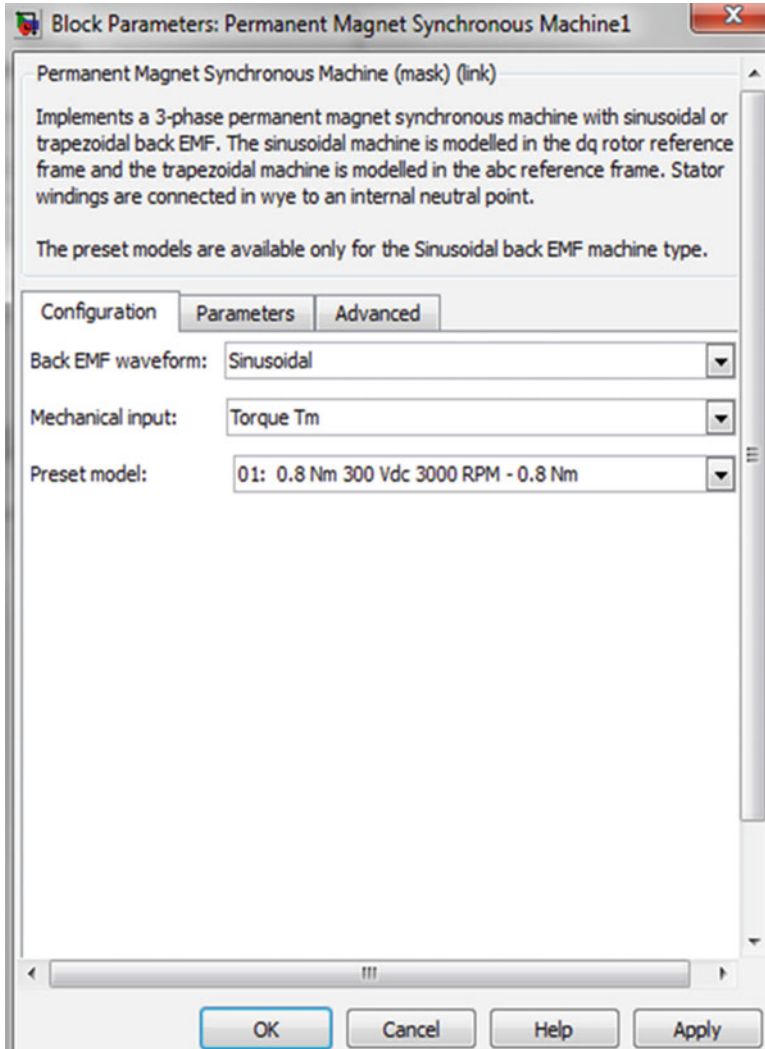 Block Parameters: Permanent Magnet Synchronous Machine1
Permanent Magnet Synchronous Machine (mask) (link)
Implements a 3-phase permanent magnet synchronous machine with sinusoidal or
trapezoidal back EMF. The sinusoidal machine is modelled in the dq rotor reference
frame and the trapezoidal machine is modelled in the abc reference frame. Stator
windings are connected in wye to an internal neutral point.
The preset models are available only for the Sinusoidal back EMF machine type.
Configuration Parameters Advanced
Back EMF waveform: Sinusoidal
Mechanical input: Torque Tm
Preset model: 01: 0.8 Nm 300 Vdc 3000 RPM - 0.8 Nm
OK Cancel Help Apply